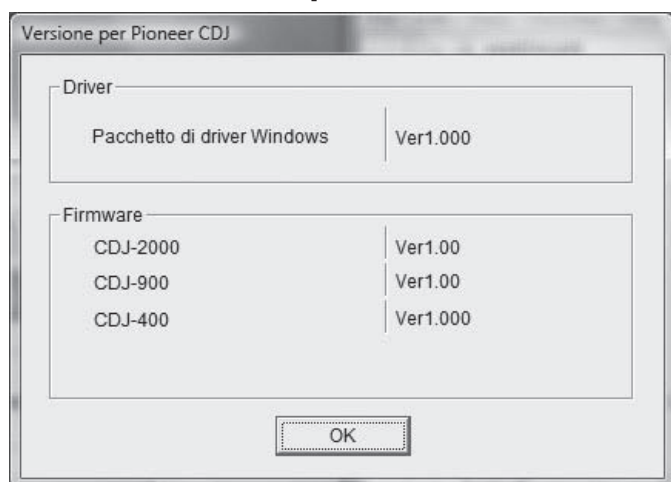 Versione per Pioneer CDJ
Driver
Pacchetto di driver Windows Ver1.000
Firmware
CDJ-2000 Ver1.00
CDJ-900 Ver1.00
CDJ-400 Ver1.000
OK